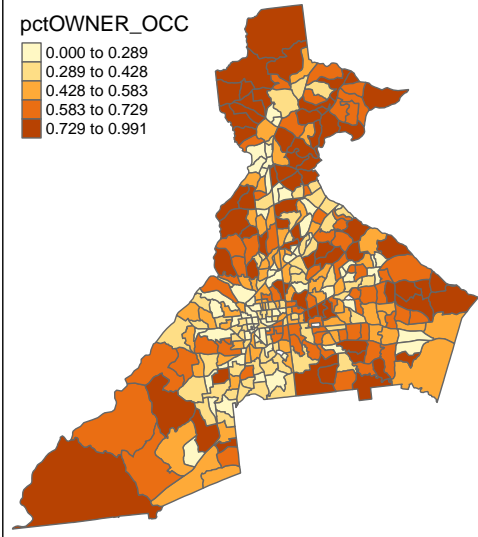 pctOWNER_OCC
0.000 to 0.289
0.289 to 0.428
0.428 to 0.583
0.583 to 0.729
0.729 to 0.991